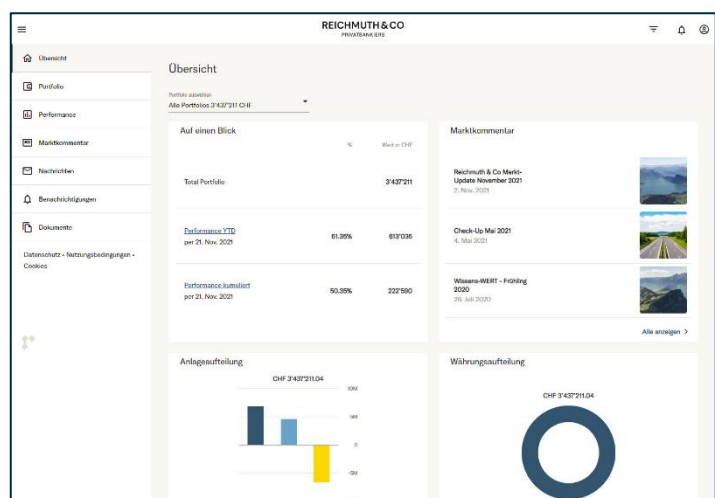 REICHMUTH & CO
PRIVATBANKIERS
Übersicht
Portfolio
Performance
Marktkommentar
Nachrichten
Benachrichtigungen
Dokumente
Datenschutz • Nutzungsbedingungen •
Cookies
Übersicht
Portfolio auswählen
Alle Portfolios 3'437'211 CHF
Auf einen Blick
% Wert in CHF
Total Portfolio 3'437'211
Performance YTD
per 21. Nov. 2021
61.36% 613'036
Performance kumuliert
per 21. Nov. 2021
50.35% 222'590
Marktkommentar
Reichmuth & Co Markt-
Update November 2021
2. Nov. 2021
Check-Up Mai 2021
4. Mai 2021
Wissens-WERT - Frühling
2020
28. Juli 2020
Alle anzeigen
Anlageaufteilung
CHF 3'437'211.04
10M
5M
0
-5M
Währungsaufteilung
CHF 3'437'211.04